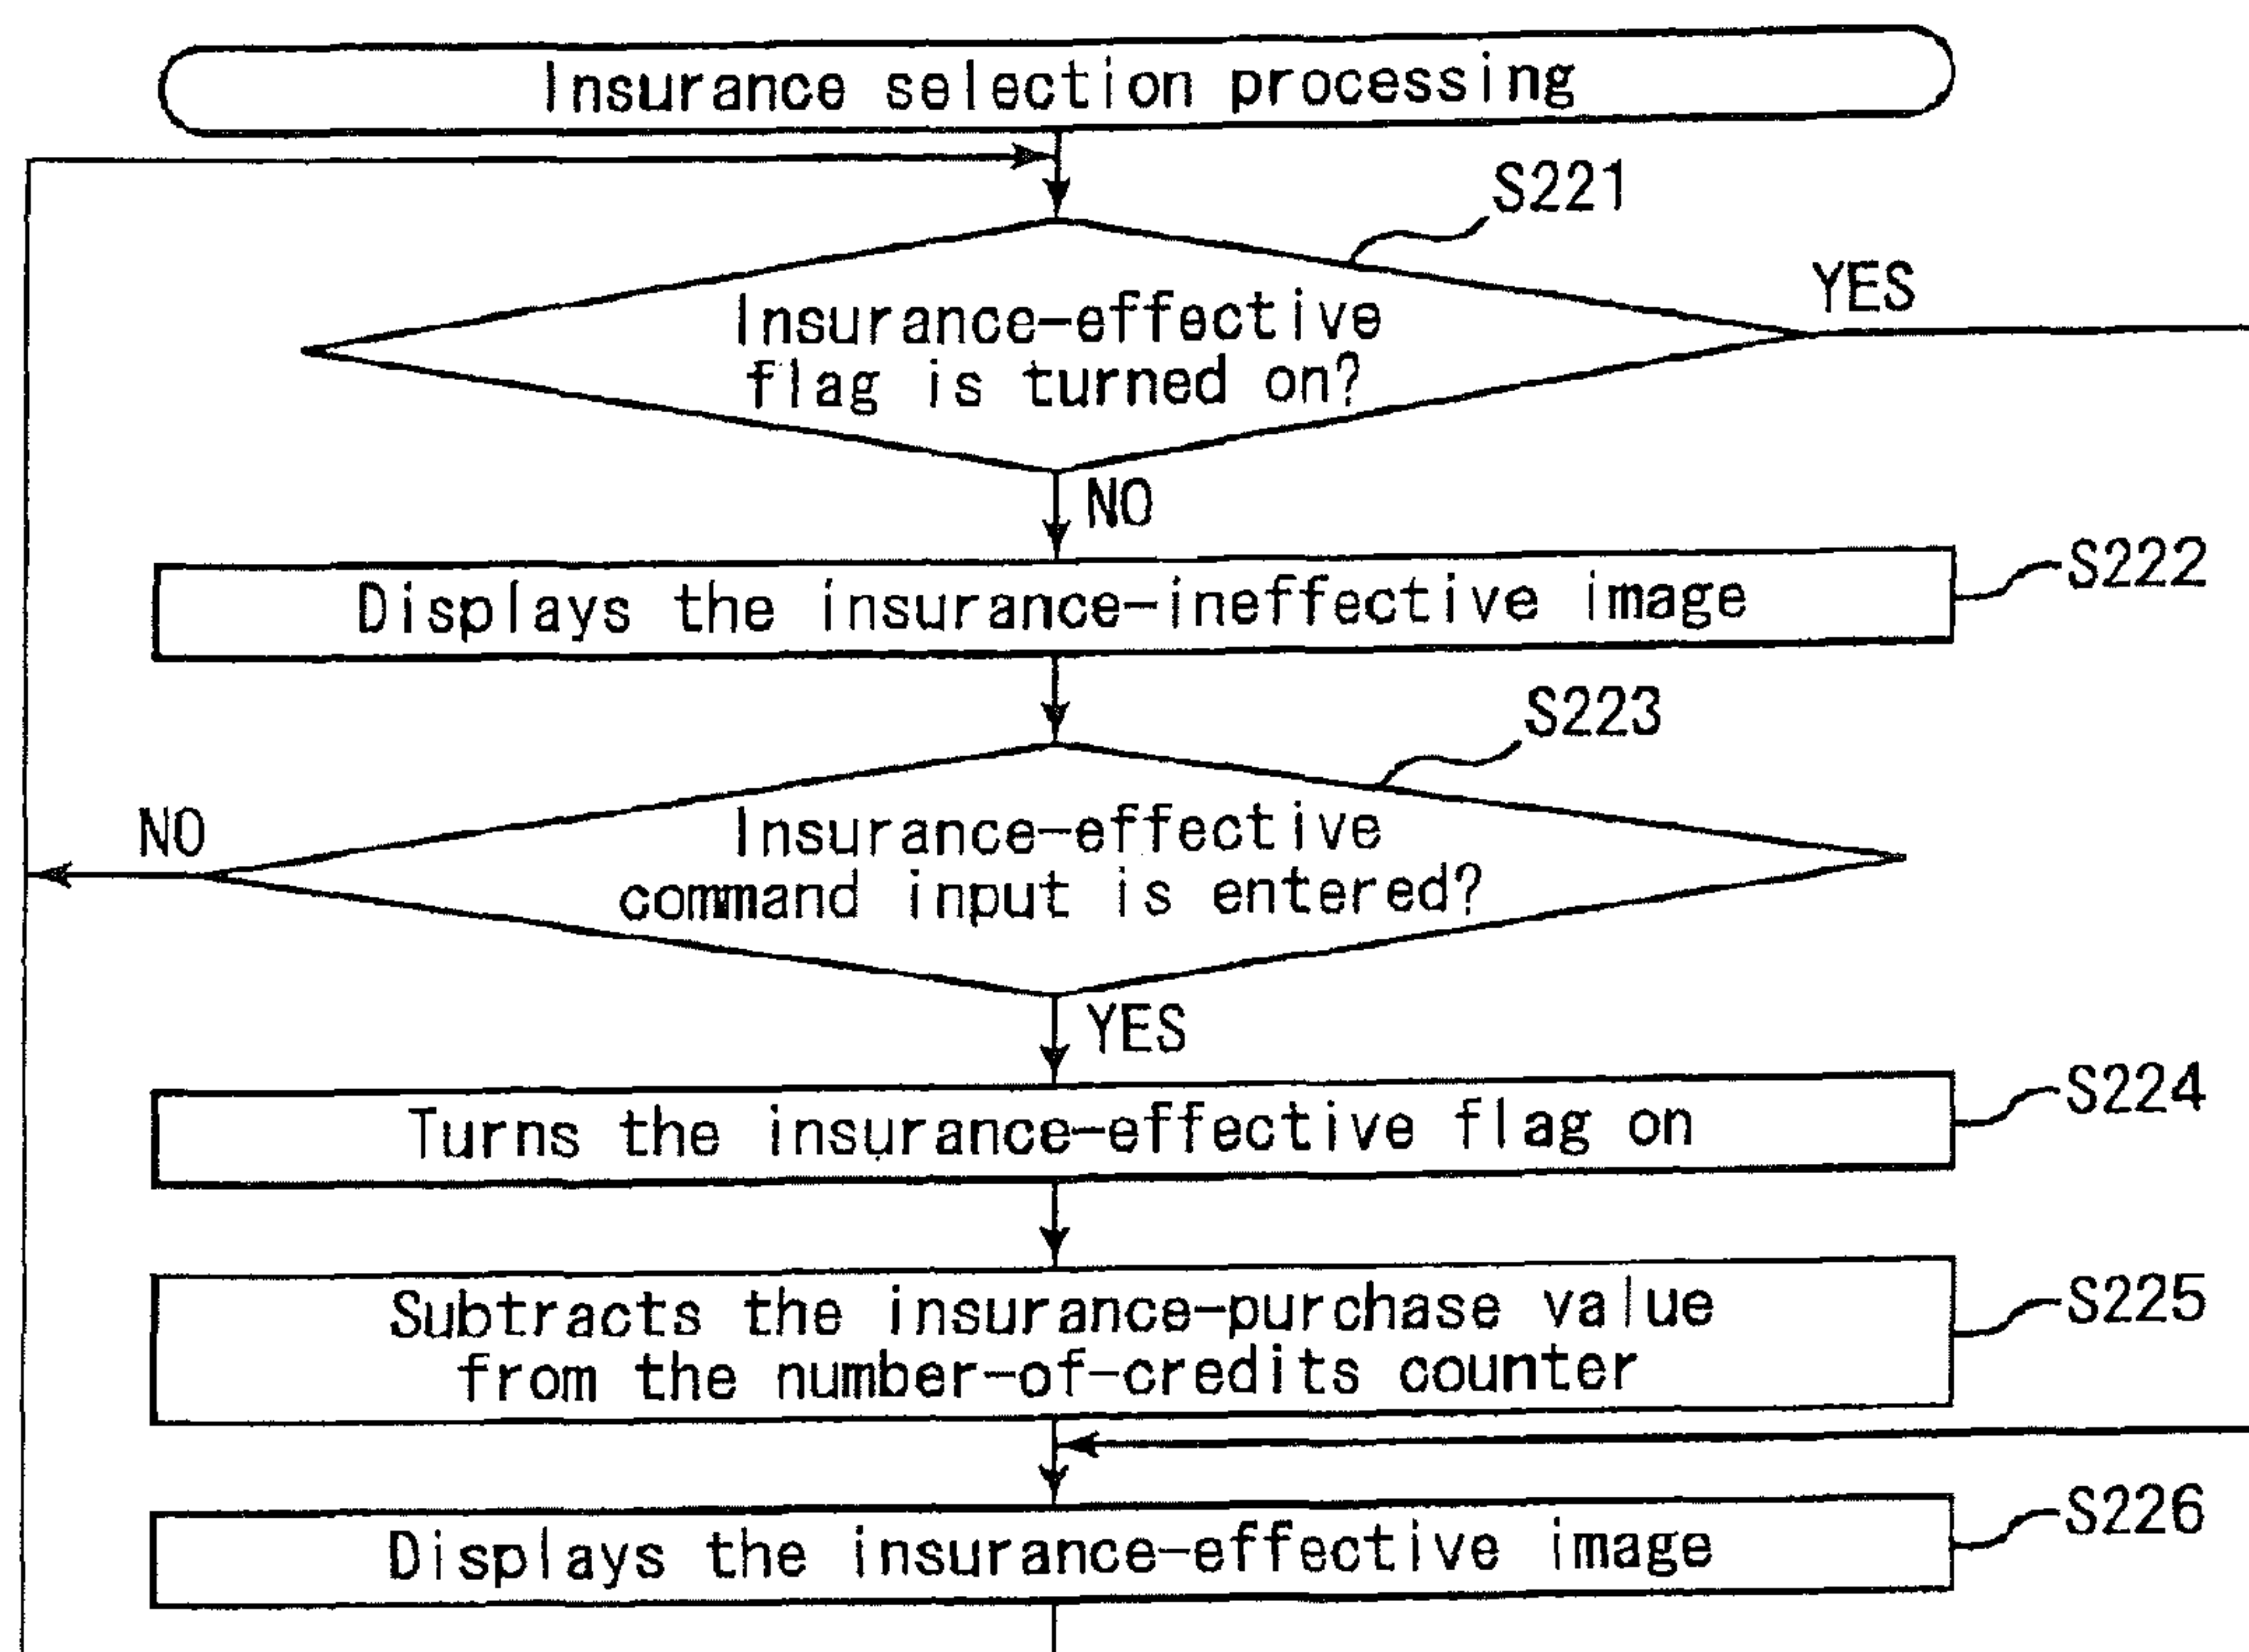 Insurance selection processing
S221
Insurance-effective
flag is turned on?
YES
NO
Displays the insurance-ineffective image
S222
S223
Insurance-effective
command input is entered?
NO
YES
Turns the insurance-effective flag on
S224
Subtracts the insurance-purchase value
from the number-of-credits counter
S225
Displays the insurance-effective image
S226